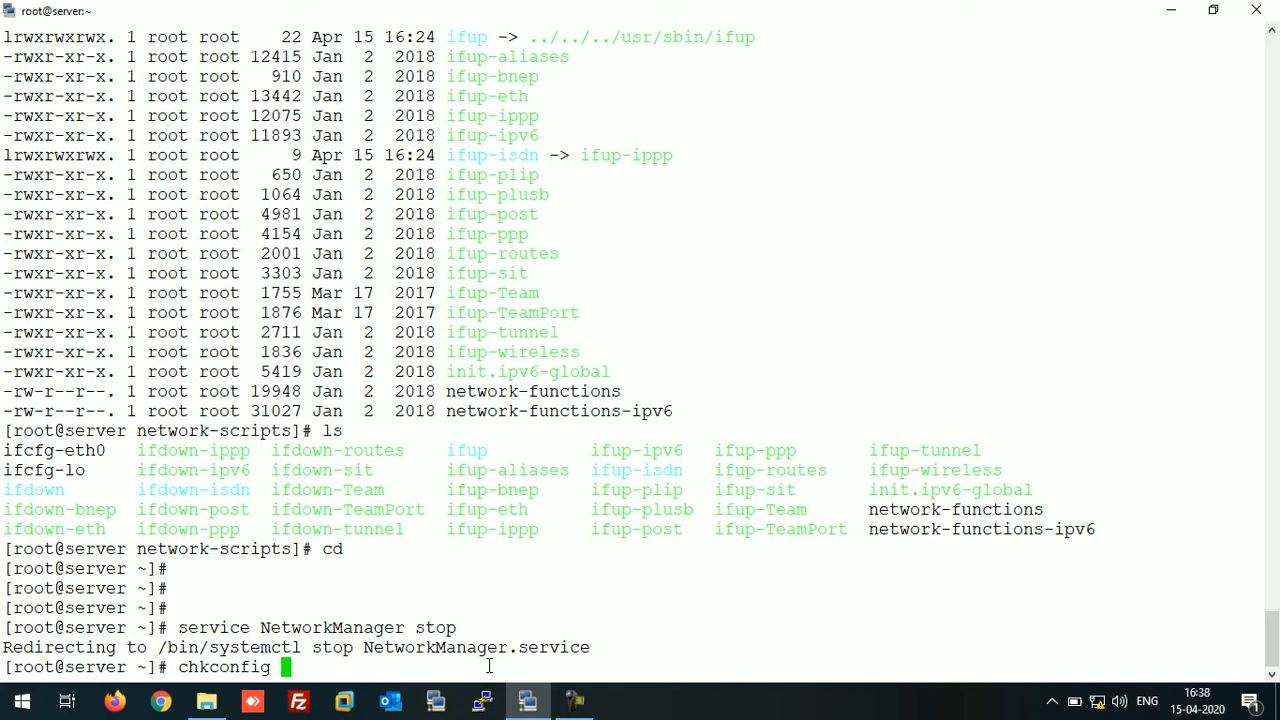 root@server:~
lrwxrwxrwx. 1 root root    22 Apr 15 16:24 ifup -> ../../../usr/sbin/ifup
-rwxr-xr-x. 1 root root 12415 Jan  2  2018 ifup-aliases
-rwxr-xr-x. 1 root root   910 Jan  2  2018 ifup-bnep
-rwxr-xr-x. 1 root root 13442 Jan  2  2018 ifup-eth
-rwxr-xr-x. 1 root root 12075 Jan  2  2018 ifup-ippp
-rwxr-xr-x. 1 root root 11893 Jan  2  2018 ifup-ipv6
lrwxrwxrwx. 1 root root     9 Apr 15 16:24 ifup-isdn -> ifup-ippp
-rwxr-xr-x. 1 root root   650 Jan  2  2018 ifup-plip
-rwxr-xr-x. 1 root root  1064 Jan  2  2018 ifup-plusb
-rwxr-xr-x. 1 root root  4981 Jan  2  2018 ifup-post
-rwxr-xr-x. 1 root root  4154 Jan  2  2018 ifup-ppp
-rwxr-xr-x. 1 root root  2001 Jan  2  2018 ifup-routes
-rwxr-xr-x. 1 root root  3303 Jan  2  2018 ifup-sit
-rwxr-xr-x. 1 root root  1755 Mar 17  2017 ifup-Team
-rwxr-xr-x. 1 root root  1876 Mar 17  2017 ifup-TeamPort
-rwxr-xr-x. 1 root root  2711 Jan  2  2018 ifup-tunnel
-rwxr-xr-x. 1 root root  1836 Jan  2  2018 ifup-wireless
-rwxr-xr-x. 1 root root  5419 Jan  2  2018 init.ipv6-global
-rw-r--r--. 1 root root 19948 Jan  2  2018 network-functions
-rw-r--r--. 1 root root 31027 Jan  2  2018 network-functions-ipv6
[root@server network-scripts]# ls
ifcfg-eth0   ifdown-ippp  ifdown-routes    ifup          ifup-ipv6   ifup-ppp       ifup-tunnel
ifcfg-lo     ifdown-ipv6  ifdown-sit       ifup-aliases  ifup-isdn   ifup-routes    ifup-wireless
ifdown       ifdown-isdn  ifdown-Team      ifup-bnep     ifup-plip   ifup-sit       init.ipv6-global
ifdown-bnep  ifdown-post  ifdown-TeamPort  ifup-eth      ifup-plusb  ifup-Team      network-functions
ifdown-eth   ifdown-ppp   ifdown-tunnel    ifup-ippp     ifup-post   ifup-TeamPort  network-functions-ipv6
[root@server network-scripts]# cd
[root@server ~]#
[root@server ~]#
[root@server ~]#
[root@server ~]# service NetworkManager stop
Redirecting to /bin/systemctl stop NetworkManager.service
[root@server ~]# chkconfig
ENG
16:38
15-04-2020
1